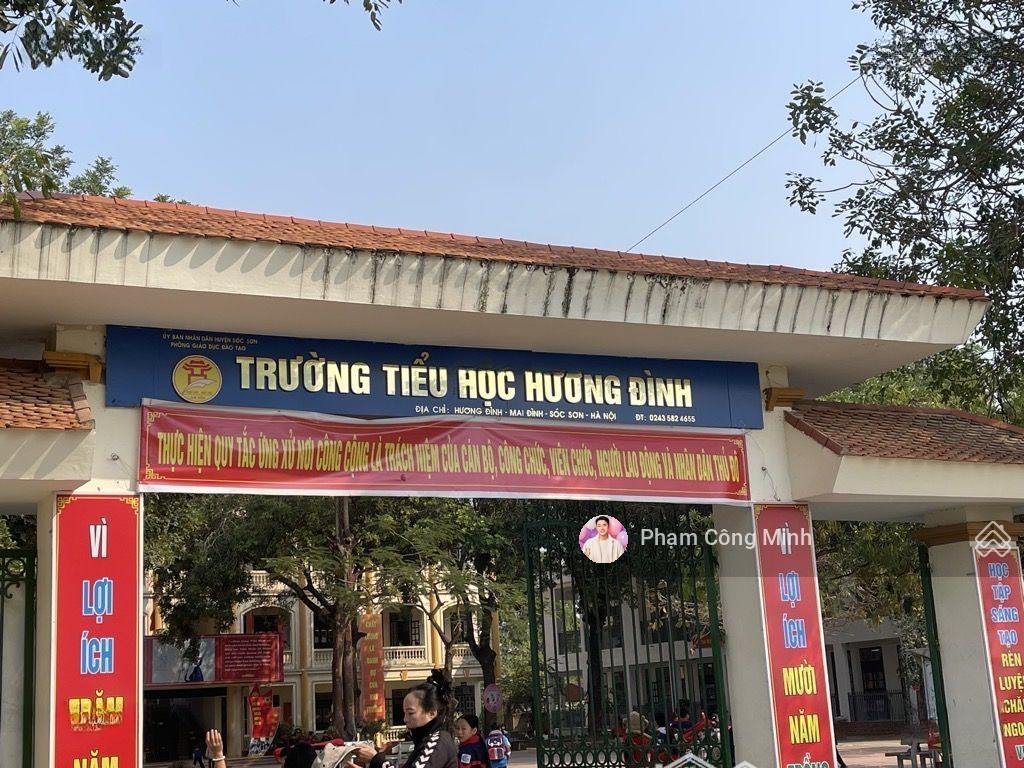 ỦY BAN NHÂN DÂN HUYỆN SÓC SƠN
PHÒNG GIÁO DỤC ĐÀO TẠO
TRƯỜNG TIỂU HỌC HƯƠNG ĐÌNH
ĐỊA CHỈ: HƯƠNG ĐÌNH - MAI ĐÌNH - SÓC SƠN - HÀ NỘI ĐT: 0243 582 4655
THỰC HIỆN QUY TẮC ỨNG XỬ NƠI CÔNG CỘNG LÀ TRÁCH NHIỆM CỦA CÁN BỘ, CÔNG CHỨC, VIÊN CHỨC, NGƯỜI LAO ĐỘNG VÀ NHÂN DÂN THỦ ĐÔ
VÌ
LỢI
ÍCH
TRĂM
NĂM
Phạm Công Minh
VÌ
LỢI
ÍCH
MƯỜI
NĂM
TRỒNG
HỌC
TẬP
SÁNG
TẠO
RÈN
LUYỆN
CHĂM
NGOAN